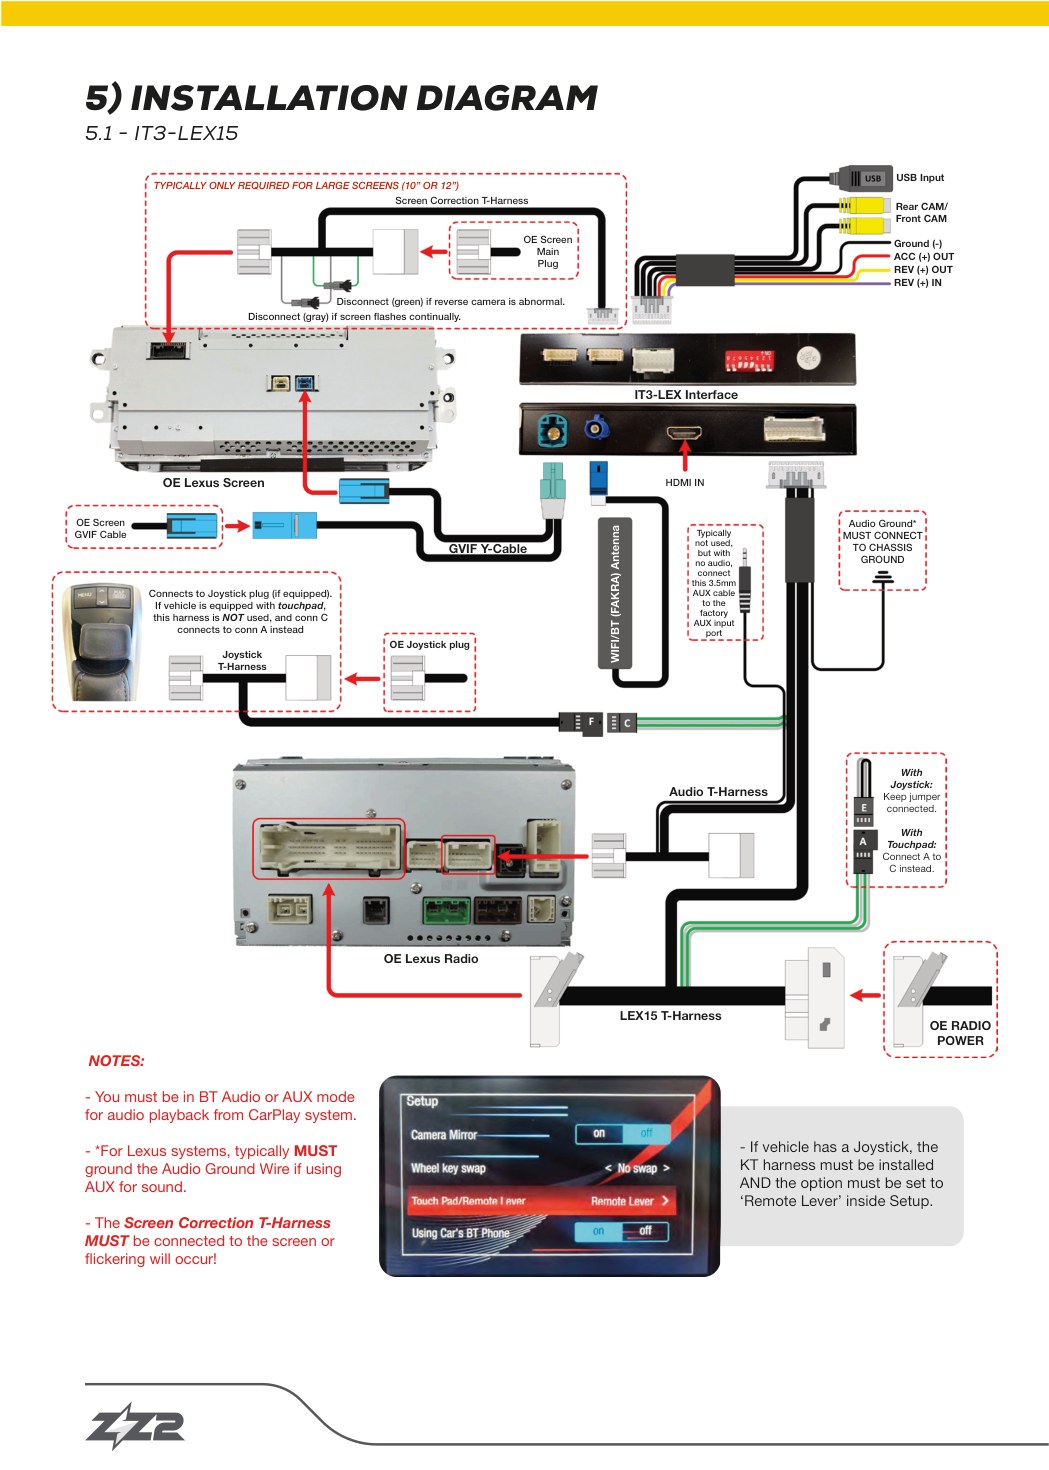 5) INSTALLATION DIAGRAM
5.1 - IT3-LEX15
TYPICALLY ONLY REQUIRED FOR LARGE SCREENS (10” OR 12”)
Screen Correction T-Harness
OE Screen
Main
Plug
Disconnect (green) if reverse camera is abnormal.
Disconnect (gray) if screen flashes continually.
USB
USB Input
Rear CAM/
Front CAM
Ground (-)
ACC (+) OUT
REV (+) OUT
REV (+) IN
IT3-LEX Interface
HDMI IN
OE Lexus Screen
OE Screen
GVIF Cable
GVIF Y-Cable
WIFI/BT (FAKRA) Antenna
Typically
not used,
but with
no audio,
connect
this 3.5mm
AUX cable
to the
factory
AUX input
port
Audio Ground*
MUST CONNECT
TO CHASSIS
GROUND
MENU
Connects to Joystick plug (if equipped).
If vehicle is equipped with touchpad,
this harness is NOT used, and conn C
connects to conn A instead
Joystick
T-Harness
OE Joystick plug
F
C
Audio T-Harness
E
A
With
Joystick:
Keep jumper
connected.
With
Touchpad:
Connect A to
C instead.
OE Lexus Radio
LEX15 T-Harness
OE RADIO
POWER
NOTES:
- You must be in BT Audio or AUX mode
for audio playback from CarPlay system.
- *For Lexus systems, typically MUST
ground the Audio Ground Wire if using
AUX for sound.
- The Screen Correction T-Harness
MUST be connected to the screen or
flickering will occur!
Setup
Camera Mirror
on off
Wheel key swap
< No swap >
Touch Pad/Remote Lever
Remote Lever >
Using Car's BT Phone
on off
- If vehicle has a Joystick, the
KT harness must be installed
AND the option must be set to
‘Remote Lever’ inside Setup.
ZZ2